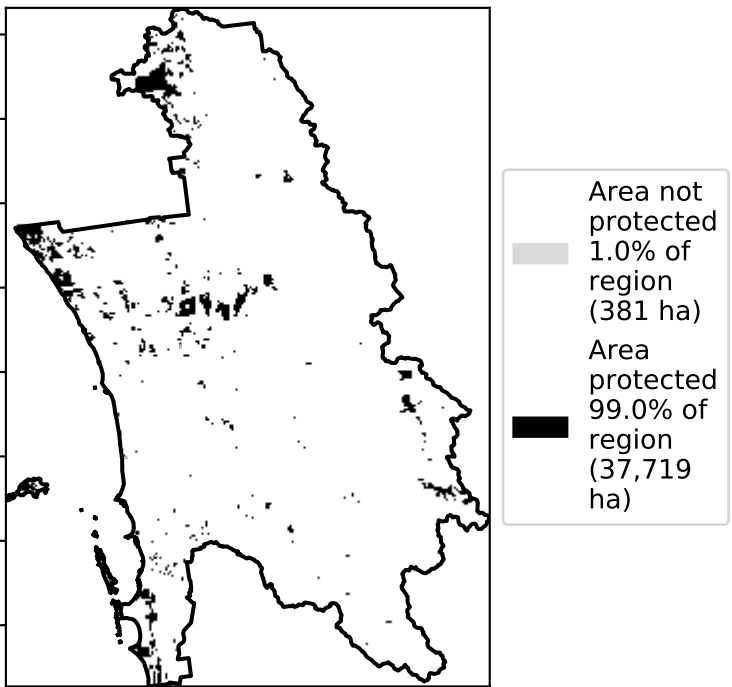 Area not
protected
1.0% of
region
(381 ha)
Area
protected
99.0% of
region
(37,719
ha)